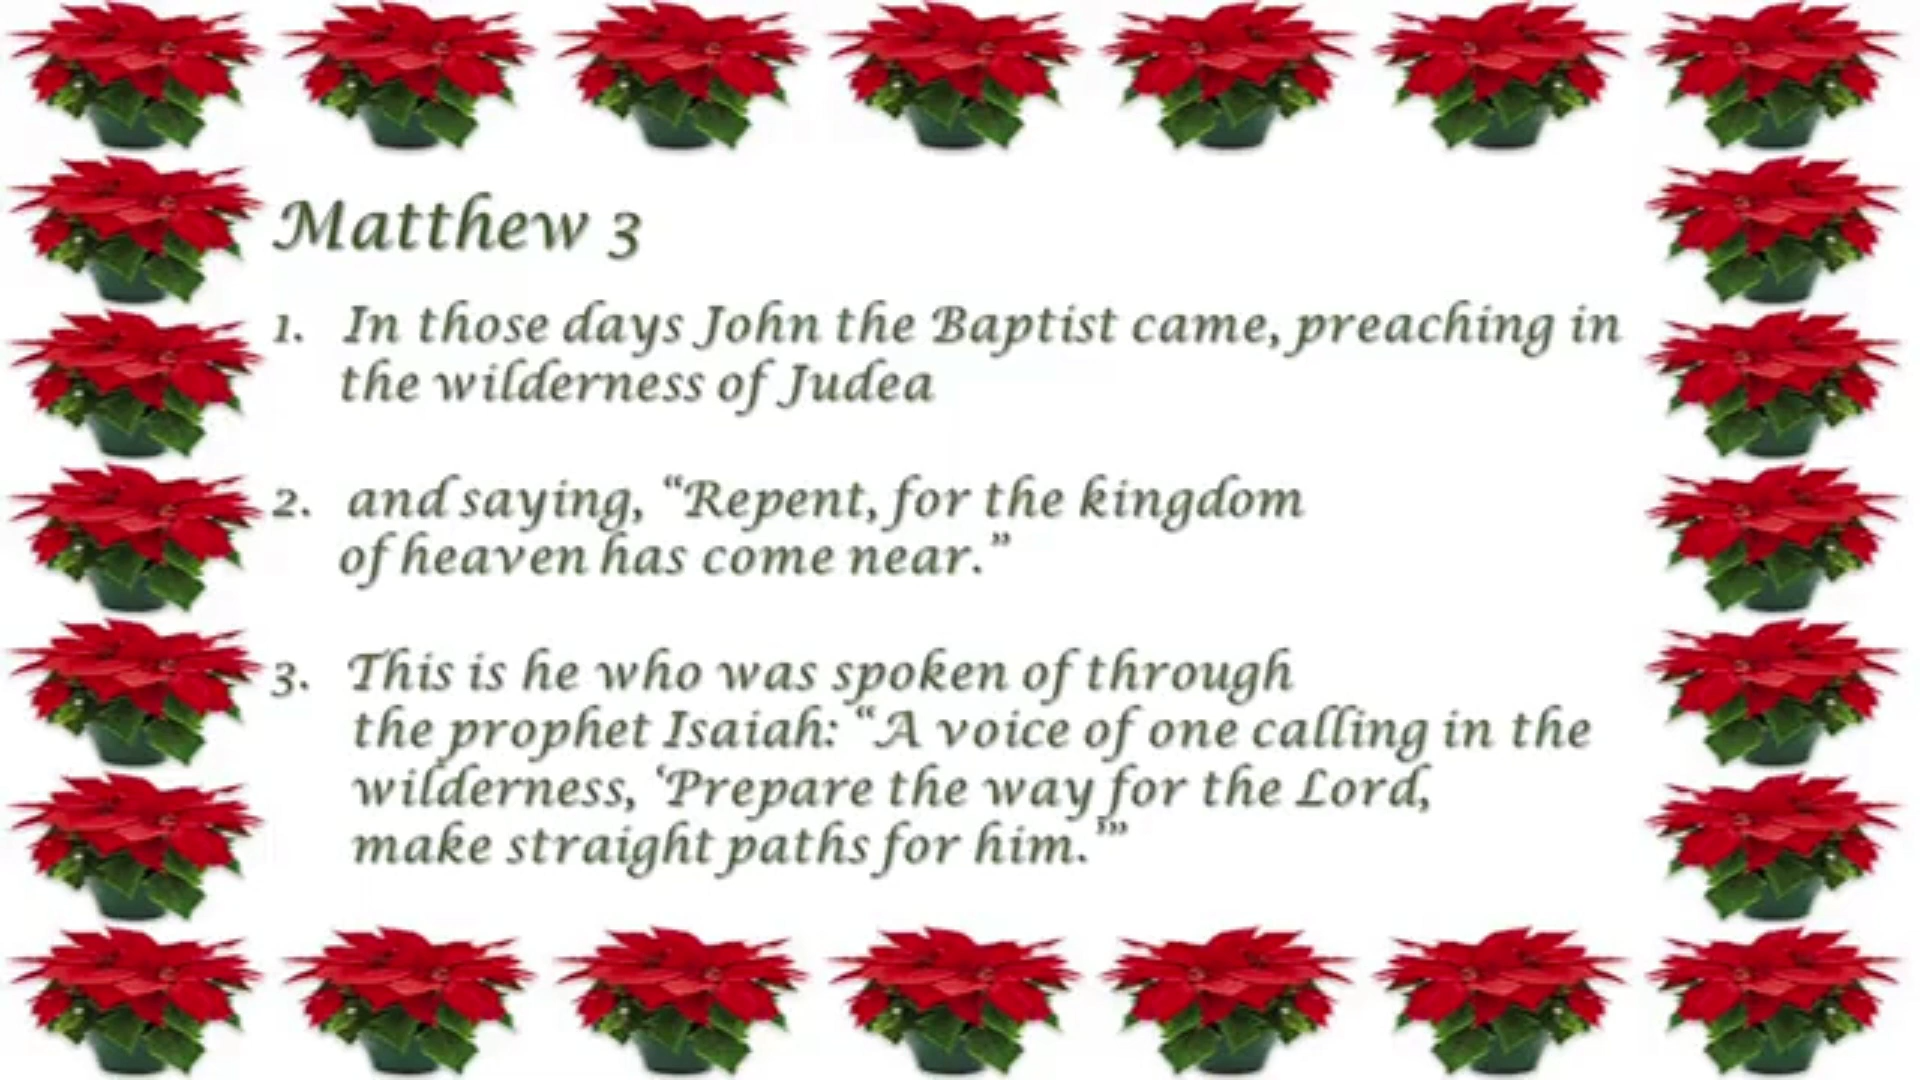 Matthew 3
1. In those days John the Baptist came, preaching in
the wilderness of Judea
2. and saying, “Repent, for the kingdom
of heaven has come near.”
3. This is he who was spoken of through
the prophet Isaiah: “A voice of one calling in the
wilderness, ‘Prepare the way for the Lord,
make straight paths for him.’”